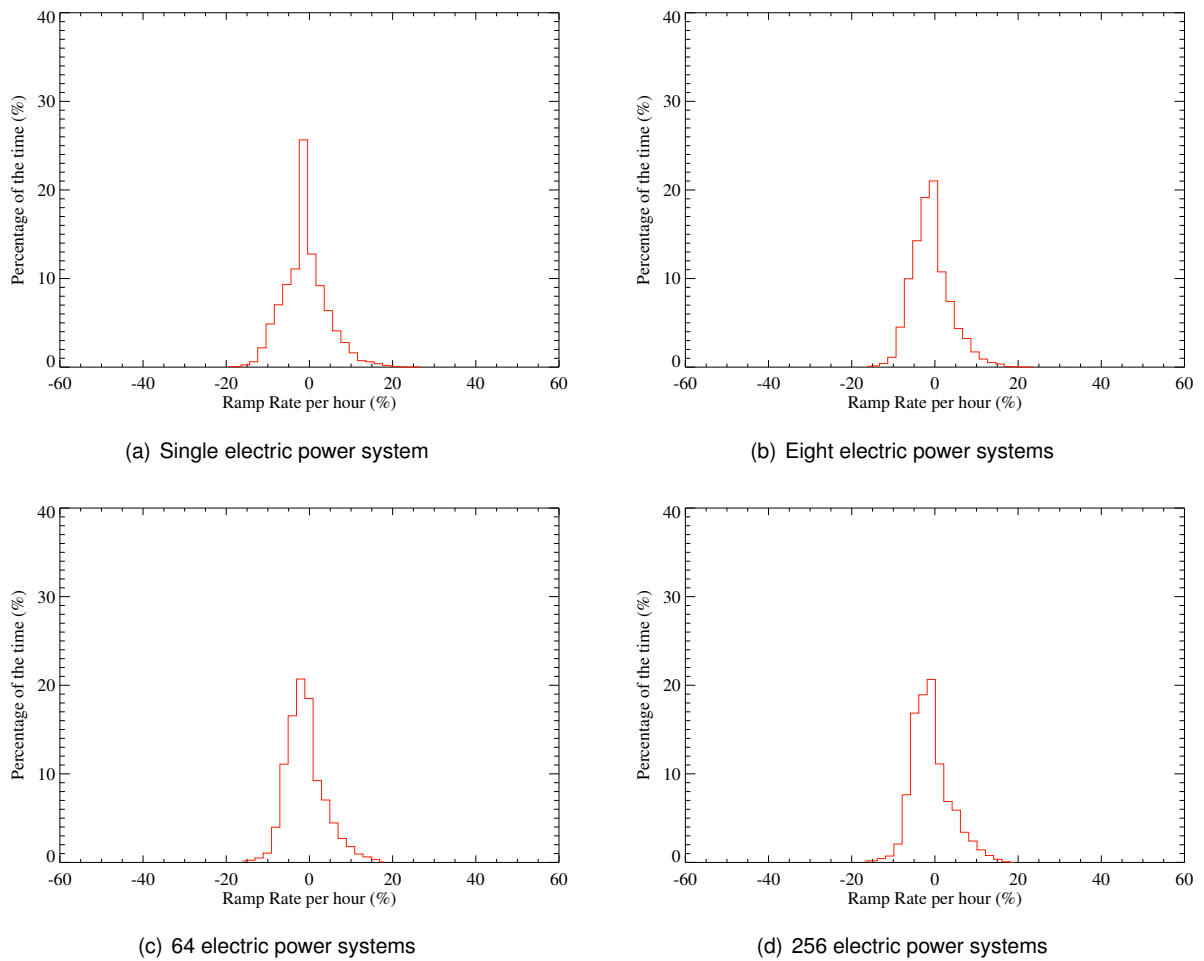 40
30
20
10
0
Percentage of the time (%)
-60 -40 -20 0 20 40 60
Ramp Rate per hour (%)
(a) Single electric power system
40
30
20
10
0
Percentage of the time (%)
-60 -40 -20 0 20 40 60
Ramp Rate per hour (%)
(b) Eight electric power systems
40
30
20
10
0
Percentage of the time (%)
-60 -40 -20 0 20 40 60
Ramp Rate per hour (%)
(c) 64 electric power systems
40
30
20
10
0
Percentage of the time (%)
-60 -40 -20 0 20 40 60
Ramp Rate per hour (%)
(d) 256 electric power systems